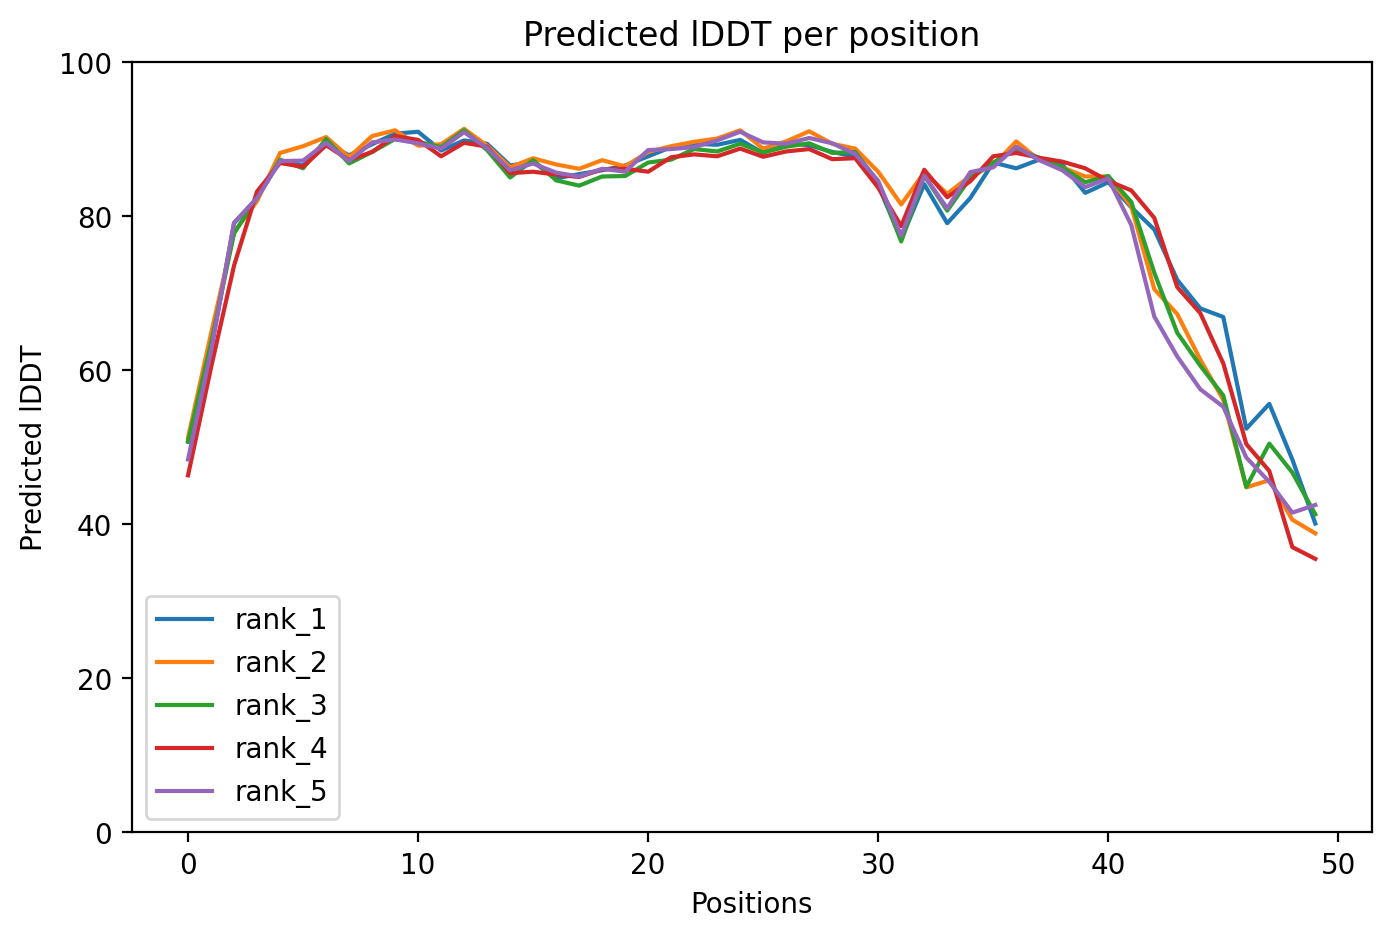 Predicted lDDT per position
100
80
60
40
20
0
Predicted lDDT
rank_1
rank_2
rank_3
rank_4
rank_5
0 10 20 30 40 50
Positions